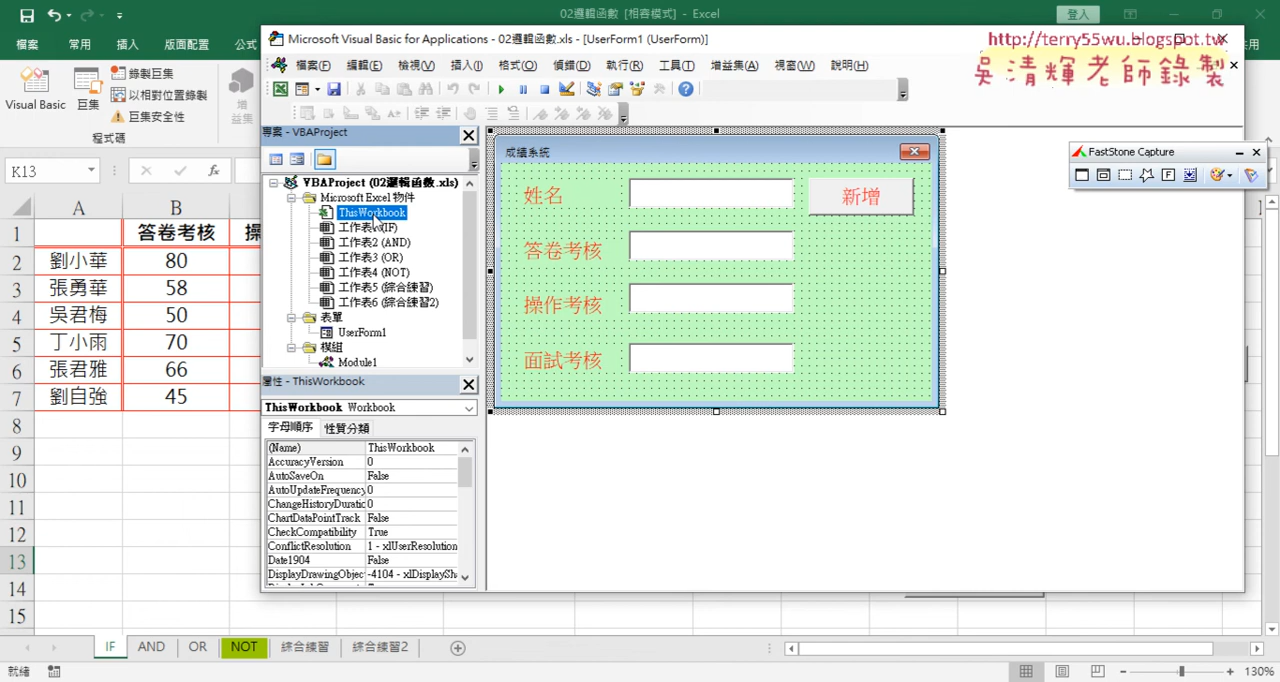 02邏輯函數 [相容模式] - Excel
登入
檔案
常用
插入
版面配置
公式
Visual Basic
巨集
錄製巨集
以相對位置錄製
巨集安全性
增
益集
程式碼
K13
fx
A
B
1
答卷考核
操
2
劉小華
80
3
張勇華
58
4
吳君梅
50
5
丁小雨
70
6
張君雅
66
7
劉自強
45
8
9
10
11
12
13
14
15
IF
AND
OR
NOT
綜合練習
綜合練習2
就緒
130%
Microsoft Visual Basic for Applications - 02邏輯函數.xls - [UserForm1 (UserForm)]
檔案(F)
編輯(E)
檢視(V)
插入(I)
格式(O)
偵錯(D)
執行(R)
工具(T)
增益集(A)
視窗(W)
說明(H)
http://terry55wu.blogspot.tw
吳清輝老師錄製
專案 - VBAProject
VBAProject (02邏輯函數.xls)
Microsoft Excel 物件
ThisWorkbook
工作表1 (IF)
工作表2 (AND)
工作表3 (OR)
工作表4 (NOT)
工作表5 (綜合練習)
工作表6 (綜合練習2)
表單
UserForm1
模組
Module1
屬性 - ThisWorkbook
ThisWorkbook Workbook
字母順序
性質分類
(Name)
ThisWorkbook
AccuracyVersion
0
AutoSaveOn
False
AutoUpdateFrequency
0
ChangeHistoryDuratic
0
ChartDataPointTrack
False
CheckCompatibility
True
ConflictResolution
1 - xlUserResolution
Date1904
False
DisplayDrawingObjec
-4104 - xlDisplaySha
成績系統
姓名
新增
答卷考核
操作考核
面試考核
FastStone Capture